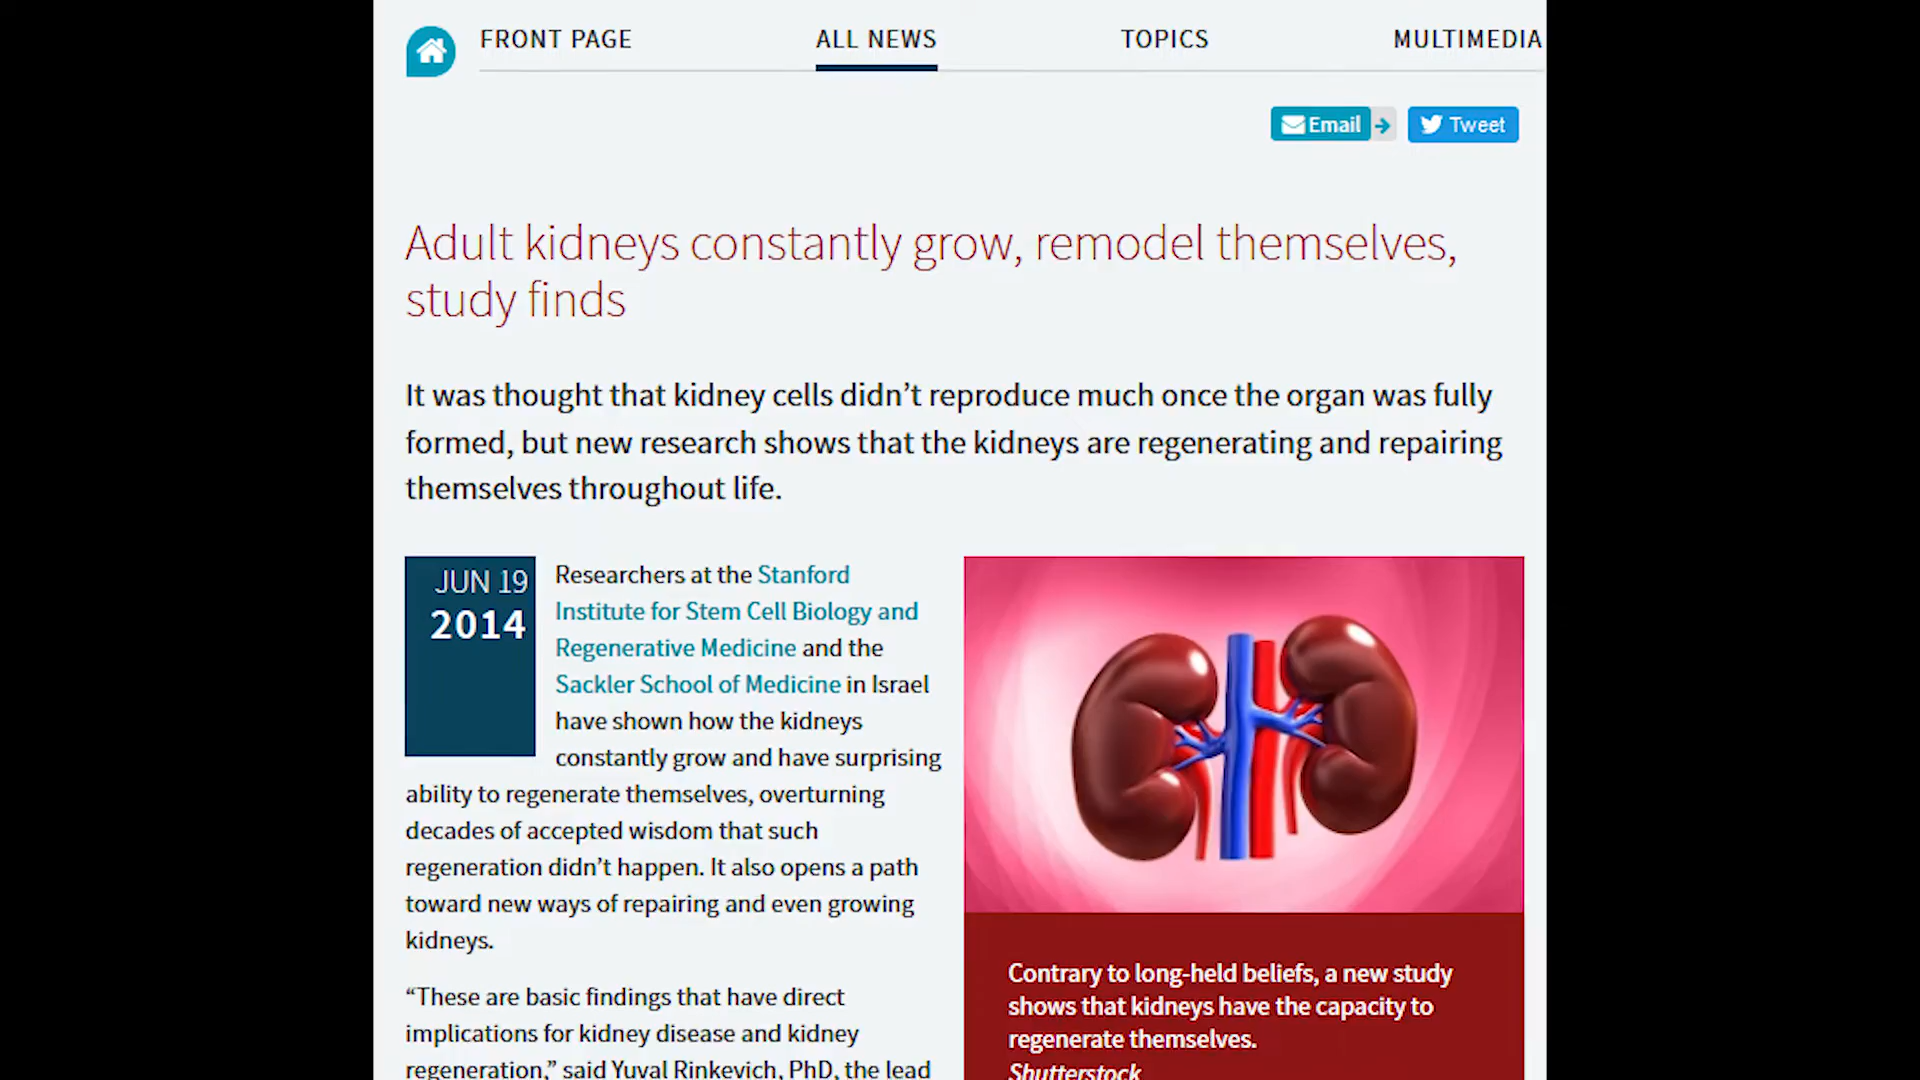 FRONT PAGE
ALL NEWS
TOPICS
MULTIMEDIA
Email
Tweet
Adult kidneys constantly grow, remodel themselves,
study finds
It was thought that kidney cells didn’t reproduce much once the organ was fully
formed, but new research shows that the kidneys are regenerating and repairing
themselves throughout life.
JUN 19
2014
Researchers at the Stanford
Institute for Stem Cell Biology and
Regenerative Medicine and the
Sackler School of Medicine in Israel
have shown how the kidneys
constantly grow and have surprising
ability to regenerate themselves, overturning
decades of accepted wisdom that such
regeneration didn’t happen. It also opens a path
toward new ways of repairing and even growing
kidneys.
“These are basic findings that have direct
implications for kidney disease and kidney
regeneration,” said Yuval Rinkevich, PhD, the lead
Contrary to long-held beliefs, a new study
shows that kidneys have the capacity to
regenerate themselves.
Shutterstock